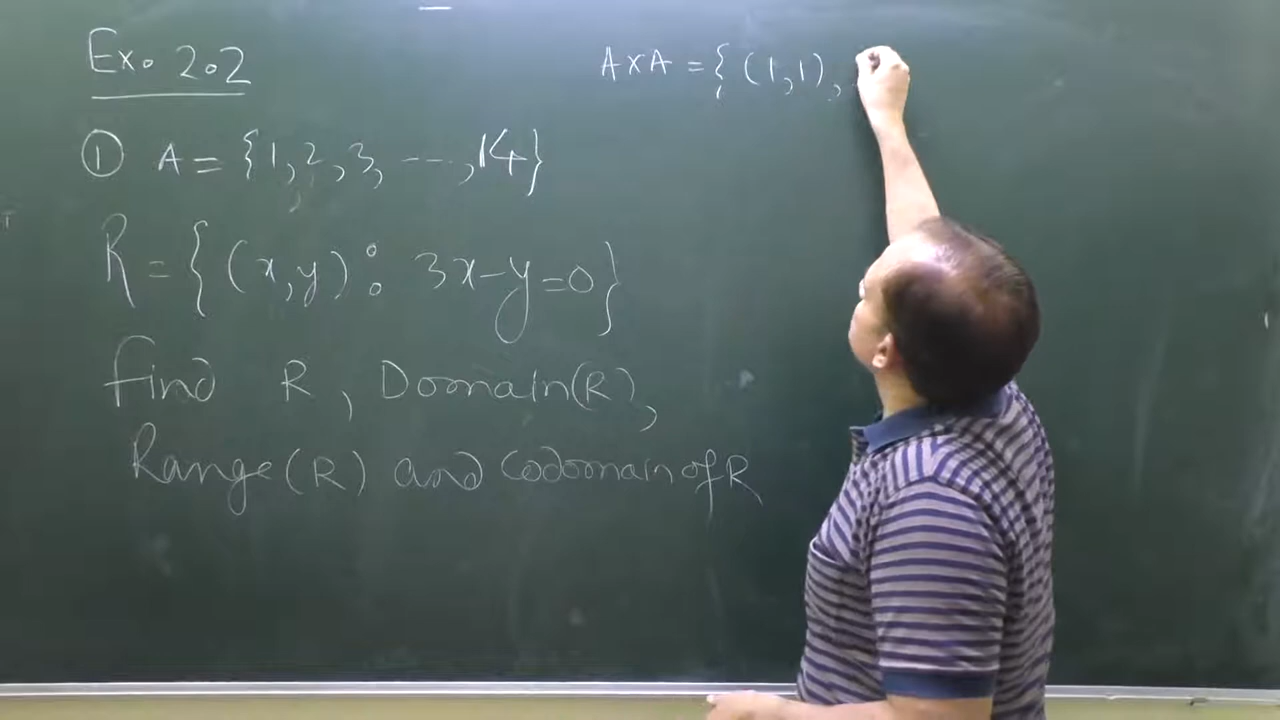 Ex. 2.2
① A = {1, 2, 3, ---, 14}
R = {(x, y) : 3x - y = 0}
find R, Domain(R),
Range(R) and Codomain of R
A x A = { (1, 1),